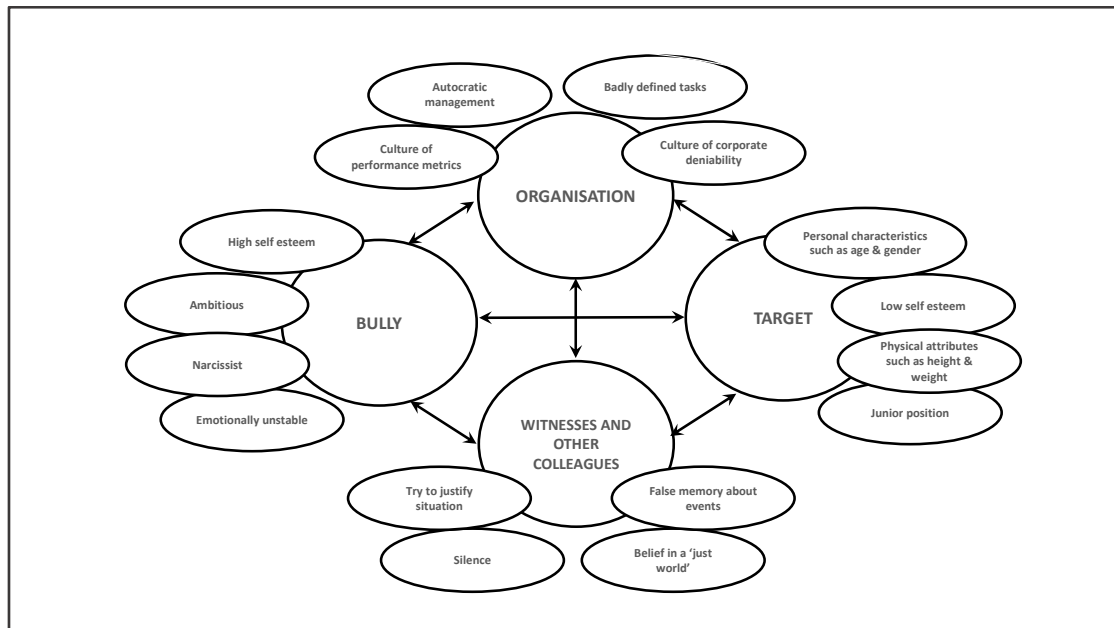 Autocratic
management
Badly defined tasks
Culture of
performance metrics
Culture of corporate
deniability
ORGANISATION
High self esteem
Ambitious
Narcissist
Emotionally unstable
BULLY
Personal characteristics
such as age & gender
TARGET
Low self esteem
Physical attributes
such as height &
weight
Junior position
WITNESSES AND
OTHER
COLLEAGUES
Try to justify
situation
False memory about
events
Silence
Belief in a ‘just
world’